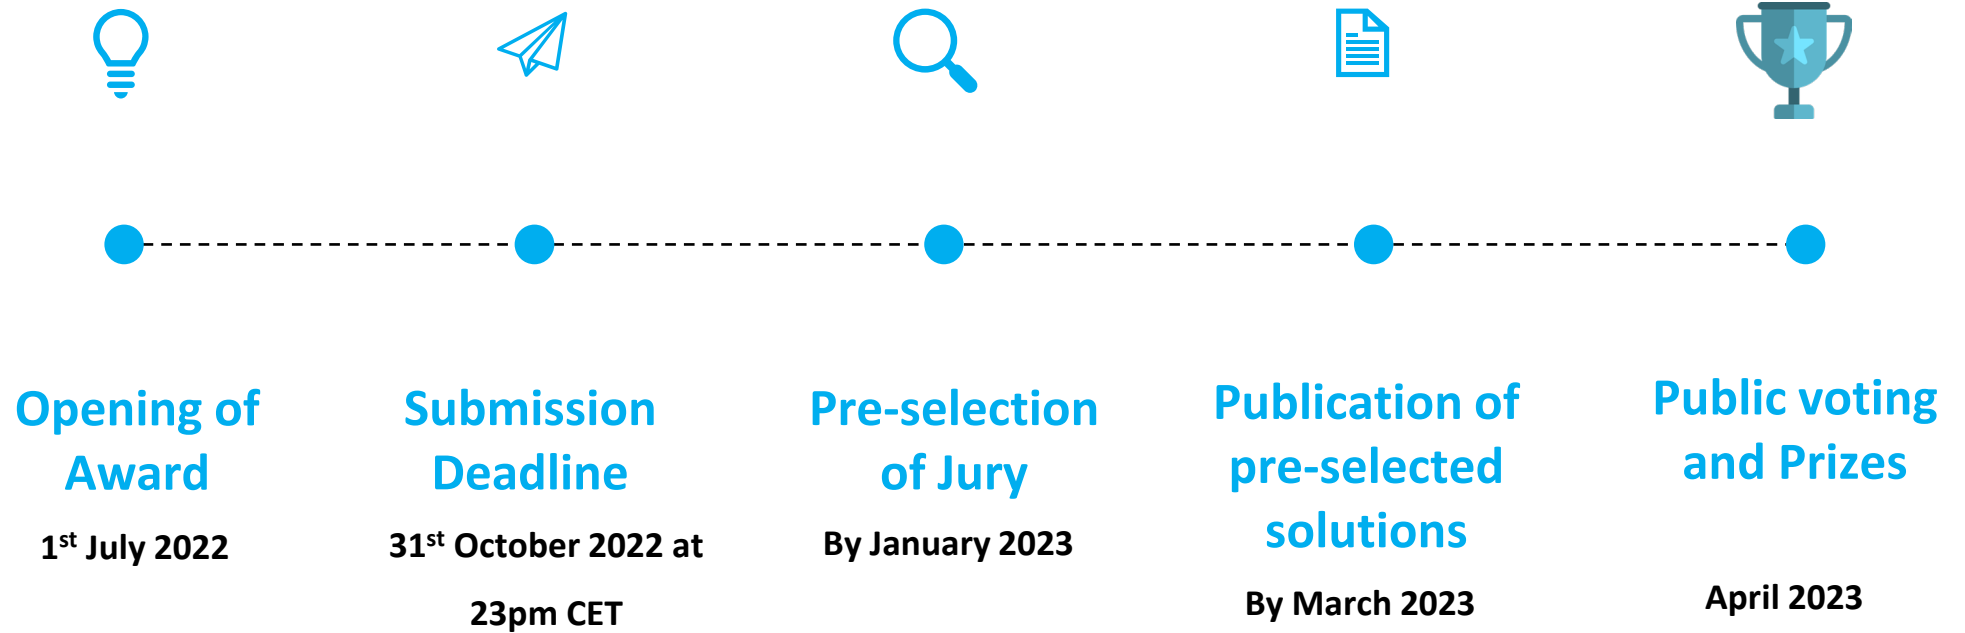 Opening of
Award
1st July 2022
Submission
Deadline
31st October 2022 at
23pm CET
Pre-selection
of Jury
By January 2023
Publication of
pre-selected
solutions
By March 2023
Public voting
and Prizes
April 2023